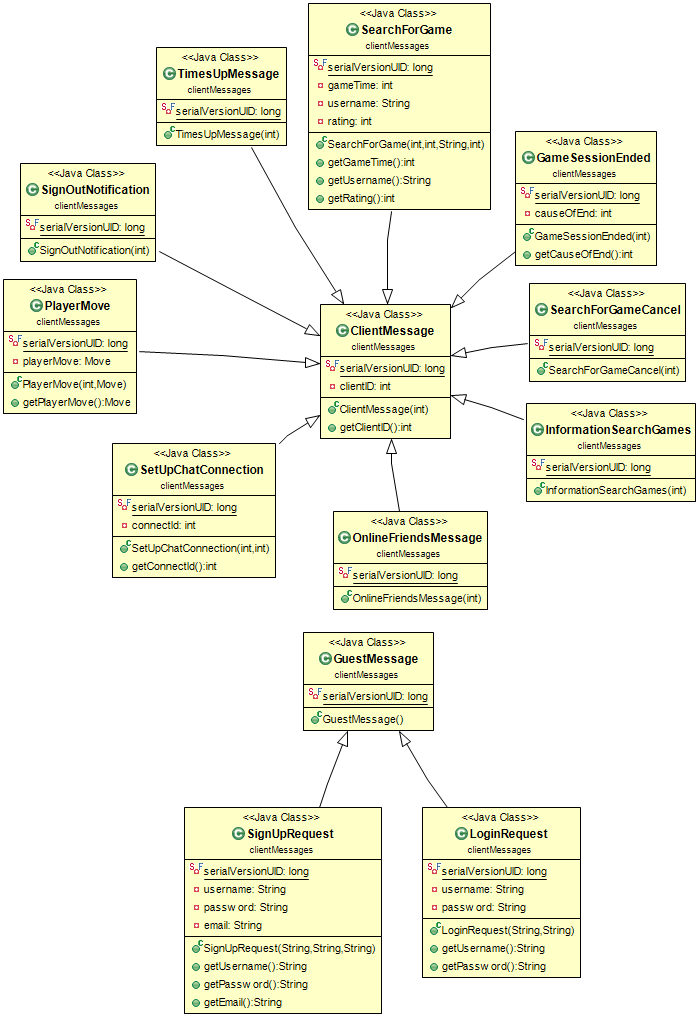 <<Java Class>>
SearchForGame
clientMessages
serialVersionUID: long
gameTime: int
username: String
rating: int
SearchForGame(int,int,String,int)
getGameTime():int
getUsername():String
getRating():int
<<Java Class>>
TimesUpMessage
clientMessages
serialVersionUID: long
TimesUpMessage(int)
<<Java Class>>
GameSessionEnded
clientMessages
serialVersionUID: long
causeOfEnd: int
GameSessionEnded(int)
getCauseOfEnd():int
<<Java Class>>
SignOutNotification
clientMessages
serialVersionUID: long
SignOutNotification(int)
<<Java Class>>
PlayerMove
clientMessages
serialVersionUID: long
playerMove: Move
PlayerMove(int,Move)
getPlayerMove():Move
<<Java Class>>
ClientMessage
clientMessages
serialVersionUID: long
clientID: int
ClientMessage(int)
getClientID():int
<<Java Class>>
SearchForGameCancel
clientMessages
serialVersionUID: long
SearchForGameCancel(int)
<<Java Class>>
InformationSearchGames
clientMessages
serialVersionUID: long
InformationSearchGames(int)
<<Java Class>>
SetUpChatConnection
clientMessages
serialVersionUID: long
connectId: int
SetUpChatConnection(int,int)
getConnectId():int
<<Java Class>>
OnlineFriendsMessage
clientMessages
serialVersionUID: long
OnlineFriendsMessage(int)
<<Java Class>>
GuestMessage
clientMessages
serialVersionUID: long
GuestMessage()
<<Java Class>>
SignUpRequest
clientMessages
serialVersionUID: long
username: String
passw ord: String
email: String
SignUpRequest(String,String,String)
getUsername():String
getPassw ord():String
getEmail():String
<<Java Class>>
LoginRequest
clientMessages
serialVersionUID: long
username: String
passw ord: String
LoginRequest(String,String)
getUsername():String
getPassw ord():String